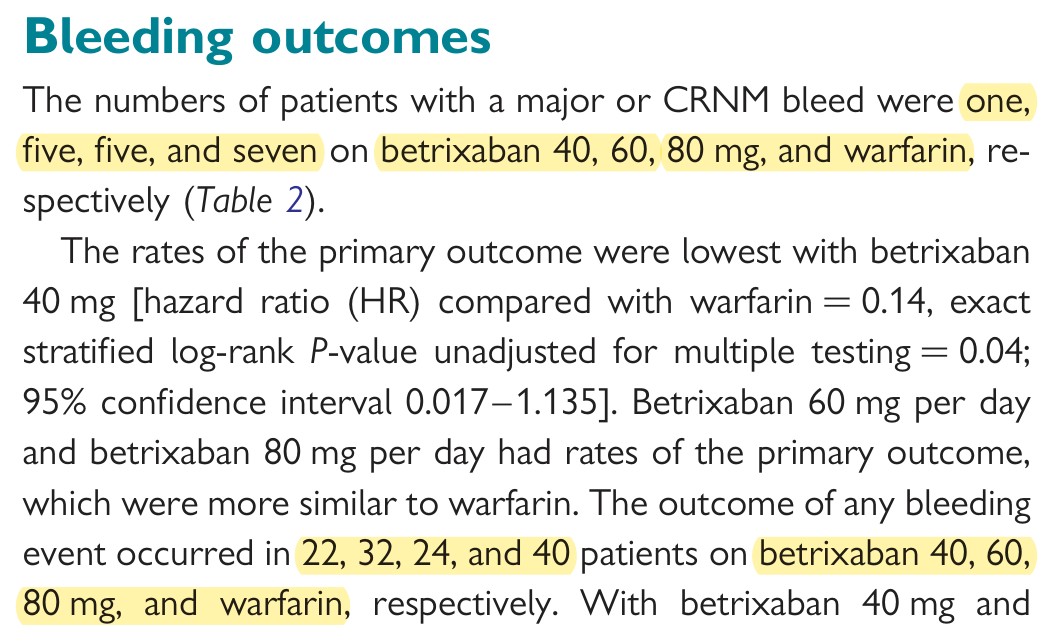 Bleeding outcomes
The numbers of patients with a major or CRNM bleed were one,
five, five, and seven on betrixaban 40, 60, 80 mg, and warfarin, re-
spectively (Table 2).
The rates of the primary outcome were lowest with betrixaban
40 mg [hazard ratio (HR) compared with warfarin = 0.14, exact
stratified log-rank P-value unadjusted for multiple testing = 0.04;
95% confidence interval 0.017–1.135]. Betrixaban 60 mg per day
and betrixaban 80 mg per day had rates of the primary outcome,
which were more similar to warfarin. The outcome of any bleeding
event occurred in 22, 32, 24, and 40 patients on betrixaban 40, 60,
80 mg, and warfarin, respectively. With betrixaban 40 mg and